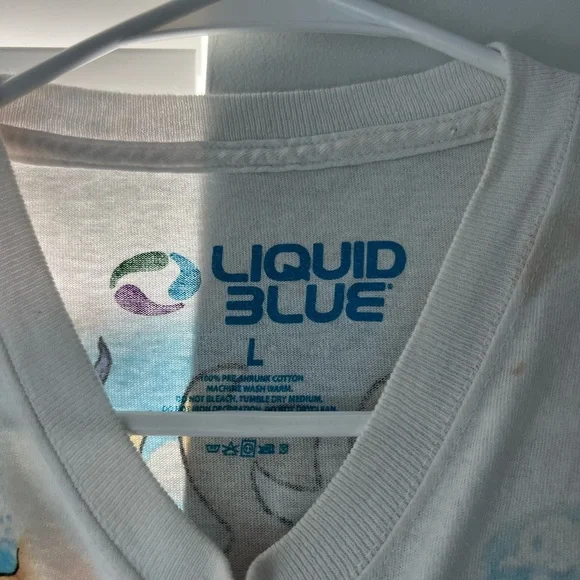 LIQUID
BLUE
L
100% PRE-SHRUNK COTTON
MACHINE WASH WARM.
DO NOT BLEACH. TUMBLE DRY MEDIUM.